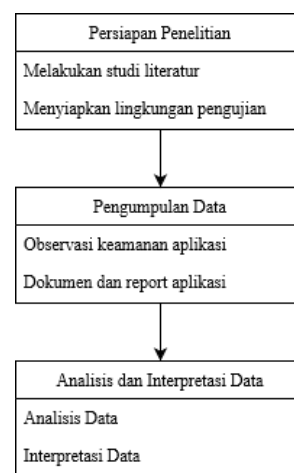 Persiapan Penelitian
Melakukan studi literatur
Menyiapkan lingkungan pengujian
Pengumpulan Data
Observasi keamanan aplikasi
Dokumen dan report aplikasi
Analisis dan Interpretasi Data
Analisis Data
Interpretasi Data